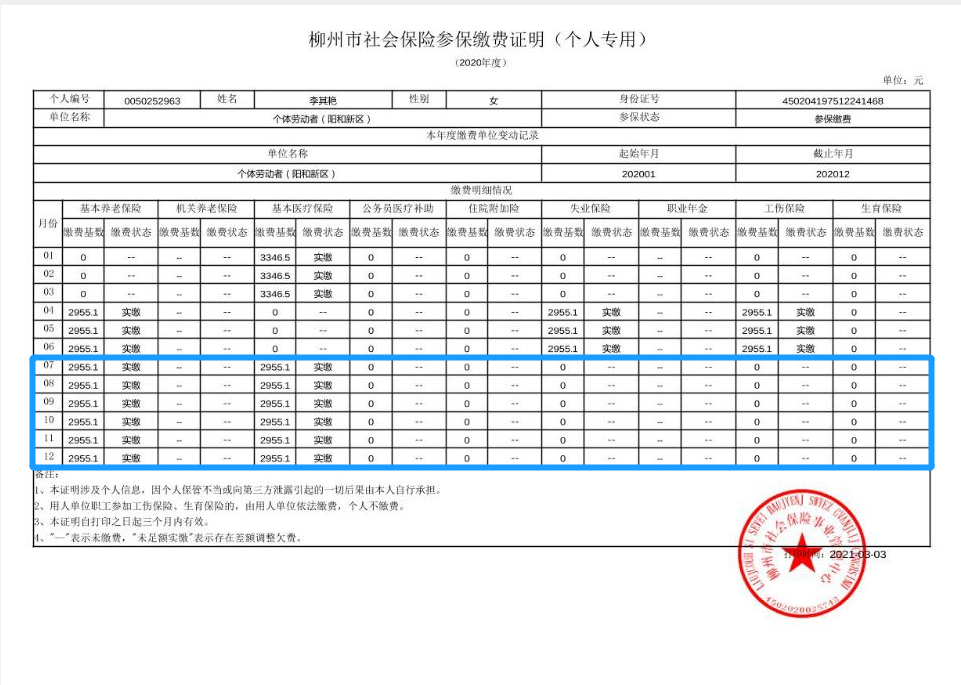 柳州市社会保险参保缴费证明（个人专用）
（2020年度）
单位：元
个人编号 0050252963 姓名 李其艳 性别 女 身份证号 450204197512241468
单位名称 个体劳动者（阳和新区） 参保状态 参保缴费
本年度缴费单位变动记录
单位名称 起始年月 截止年月
个体劳动者（阳和新区） 202001 202012
缴费明细情况
月份 基本养老保险 机关养老保险 基本医疗保险 公务员医疗补助 住院附加险 失业保险 职业年金 工伤保险 生育保险
缴费基数 缴费状态 缴费基数 缴费状态 缴费基数 缴费状态 缴费基数 缴费状态 缴费基数 缴费状态 缴费基数 缴费状态 缴费基数 缴费状态 缴费基数 缴费状态 缴费基数 缴费状态
01 0 -- -- -- 3346.5 实缴 0 -- 0 -- 0 -- -- -- 0 -- 0 --
02 0 -- -- -- 3346.5 实缴 0 -- 0 -- 0 -- -- -- 0 -- 0 --
03 0 -- -- -- 3346.5 实缴 0 -- 0 -- 0 -- -- -- 0 -- 0 --
04 2955.1 实缴 -- -- 0 -- 0 -- 0 -- 2955.1 实缴 -- -- 2955.1 实缴 0 --
05 2955.1 实缴 -- -- 0 -- 0 -- 0 -- 2955.1 实缴 -- -- 2955.1 实缴 0 --
06 2955.1 实缴 -- -- 0 -- 0 -- 0 -- 2955.1 实缴 -- -- 2955.1 实缴 0 --
07 2955.1 实缴 -- -- 2955.1 实缴 0 -- 0 -- 0 -- -- -- 0 -- 0 --
08 2955.1 实缴 -- -- 2955.1 实缴 0 -- 0 -- 0 -- -- -- 0 -- 0 --
09 2955.1 实缴 -- -- 2955.1 实缴 0 -- 0 -- 0 -- -- -- 0 -- 0 --
10 2955.1 实缴 -- -- 2955.1 实缴 0 -- 0 -- 0 -- -- -- 0 -- 0 --
11 2955.1 实缴 -- -- 2955.1 实缴 0 -- 0 -- 0 -- -- -- 0 -- 0 --
12 2955.1 实缴 -- -- 2955.1 实缴 0 -- 0 -- 0 -- -- -- 0 -- 0 --
备注：
1、本证明涉及个人信息，因个人保管不当或向第三方泄露引起的一切后果由本人自行承担。
2、用人单位职工参加工伤保险、生育保险的，由用人单位依法缴费，个人不缴费。
3、本证明自打印之日起三个月内有效。
4、"—"表示未缴费，"未足额实缴"表示存在差额调整欠费。
柳州市社会保险事业管理中心
2021-03-03